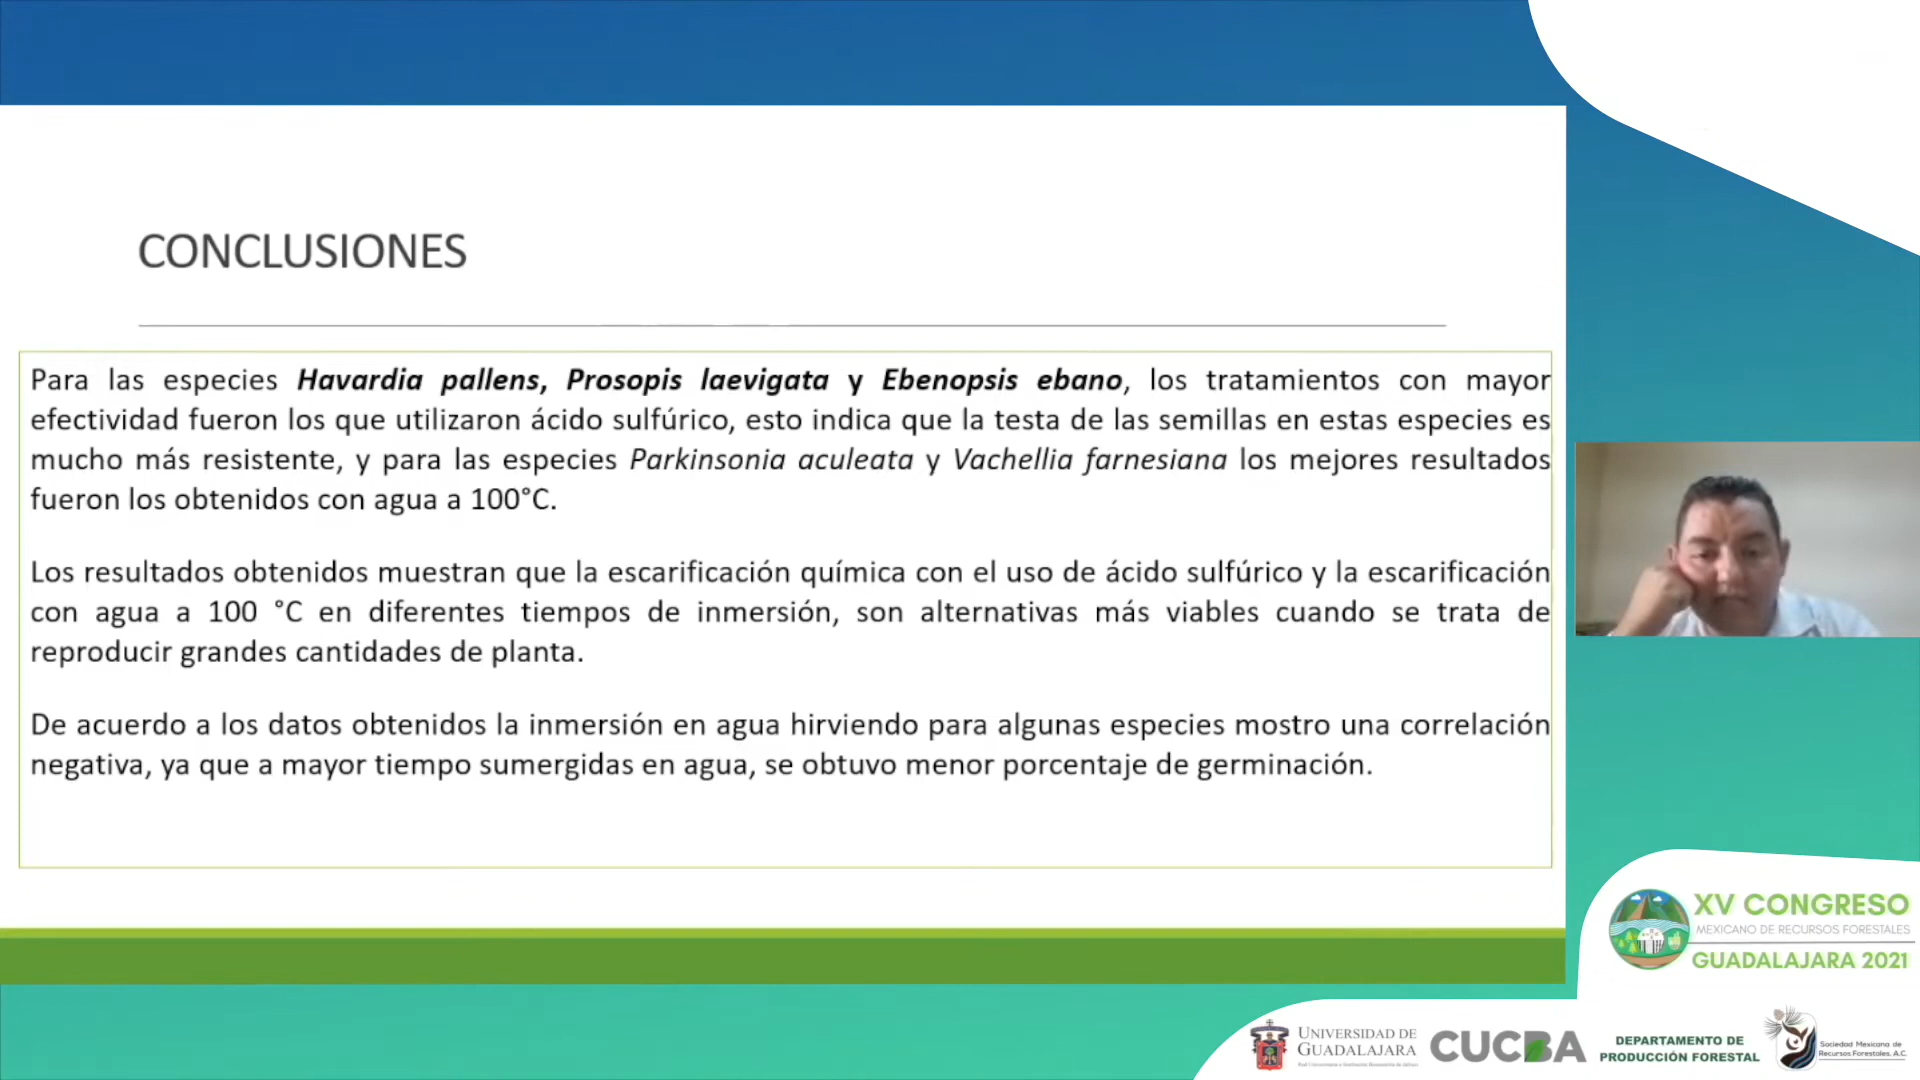 CONCLUSIONES
Para las especies Havardia pallens, Prosopis laevigata y Ebenopsis ebano, los tratamientos con mayor
efectividad fueron los que utilizaron ácido sulfúrico, esto indica que la testa de las semillas en estas especies es
mucho más resistente, y para las especies Parkinsonia aculeata y Vachellia farnesiana los mejores resultados
fueron los obtenidos con agua a 100°C.
Los resultados obtenidos muestran que la escarificación química con el uso de ácido sulfúrico y la escarificación
con agua a 100 °C en diferentes tiempos de inmersión, son alternativas más viables cuando se trata de
reproducir grandes cantidades de planta.
De acuerdo a los datos obtenidos la inmersión en agua hirviendo para algunas especies mostro una correlación
negativa, ya que a mayor tiempo sumergidas en agua, se obtuvo menor porcentaje de germinación.
XV CONGRESO
MEXICANO DE RECURSOS FORESTALES
GUADALAJARA 2021
UNIVERSIDAD DE
GUADALAJARA
CUCBA
DEPARTAMENTO DE
PRODUCCIÓN FORESTAL
Sociedad Mexicana de
Recursos Forestales, A.C.